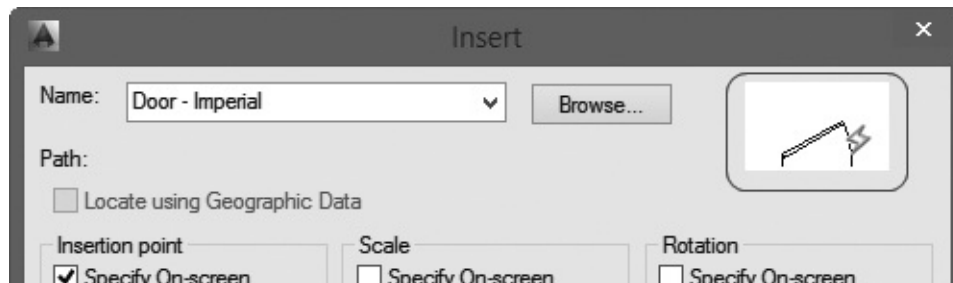 Insert
Name:
Door - Imperial
Browse...
Path:
Locate using Geographic Data
Insertion point
Scale
Rotation
Specify On-screen
Specify On-screen
Specify On-screen